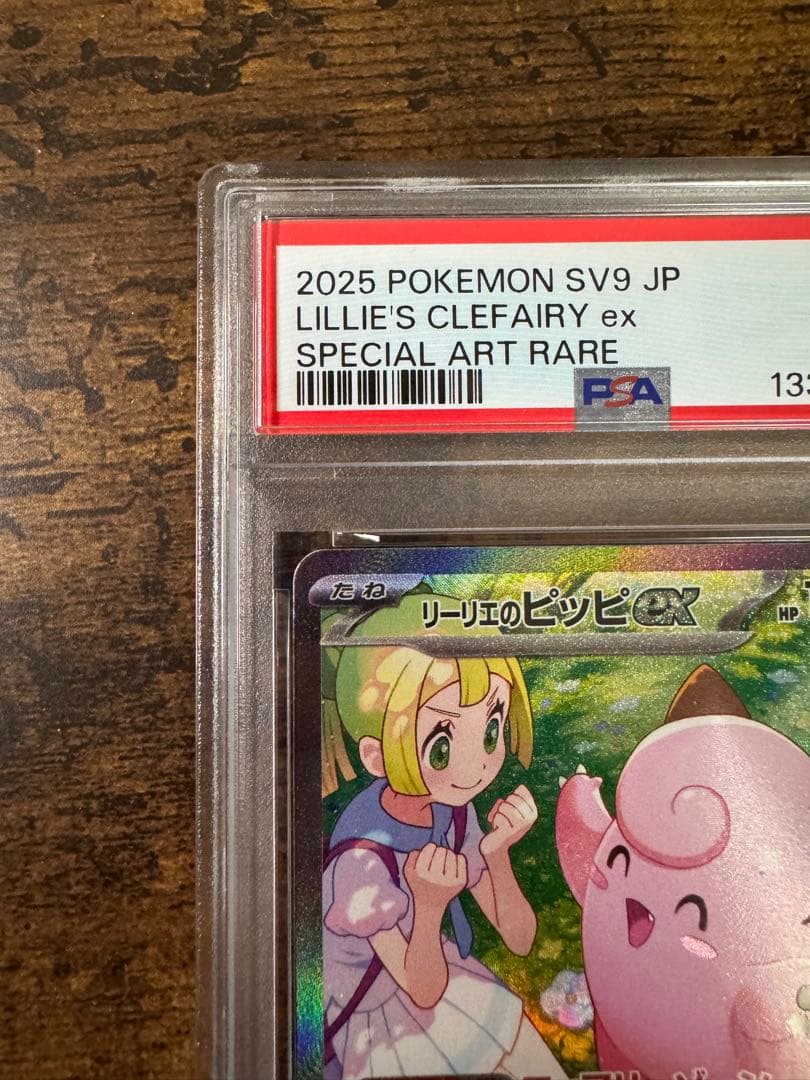 2025 POKEMON SV9 JP
LILLIE'S CLEFAIRY ex
SPECIAL ART RARE
PSA
133
たね
リーリエのピッピex
HP